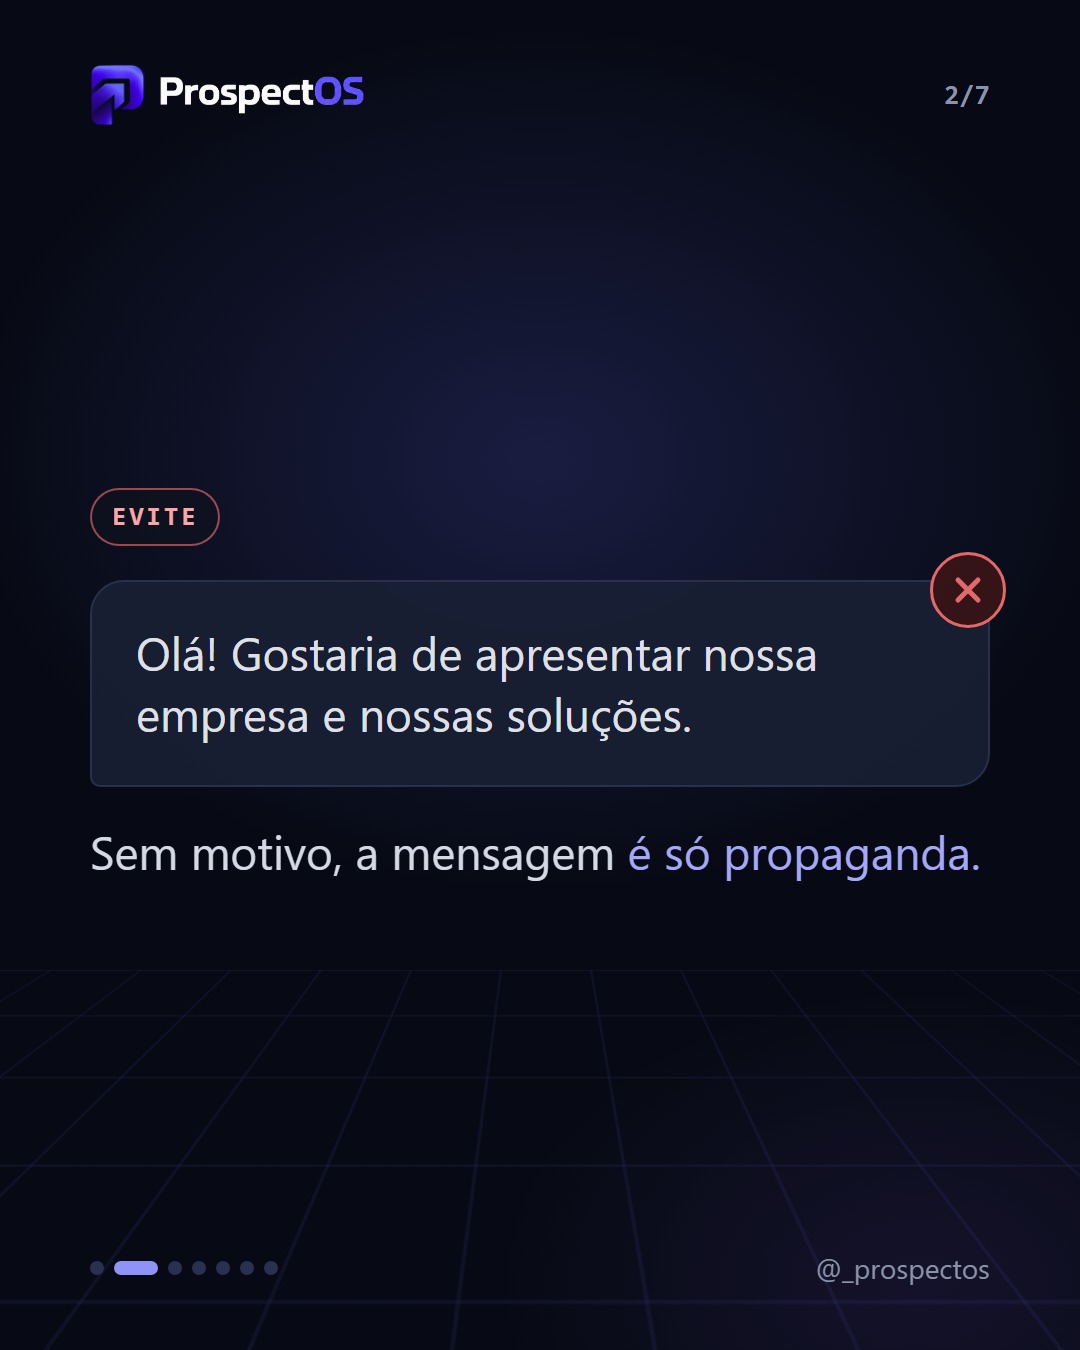 ProspectOS
2/7
EVITE
Olá! Gostaria de apresentar nossa
empresa e nossas soluções.
Sem motivo, a mensagem é só propaganda.
@_prospectos